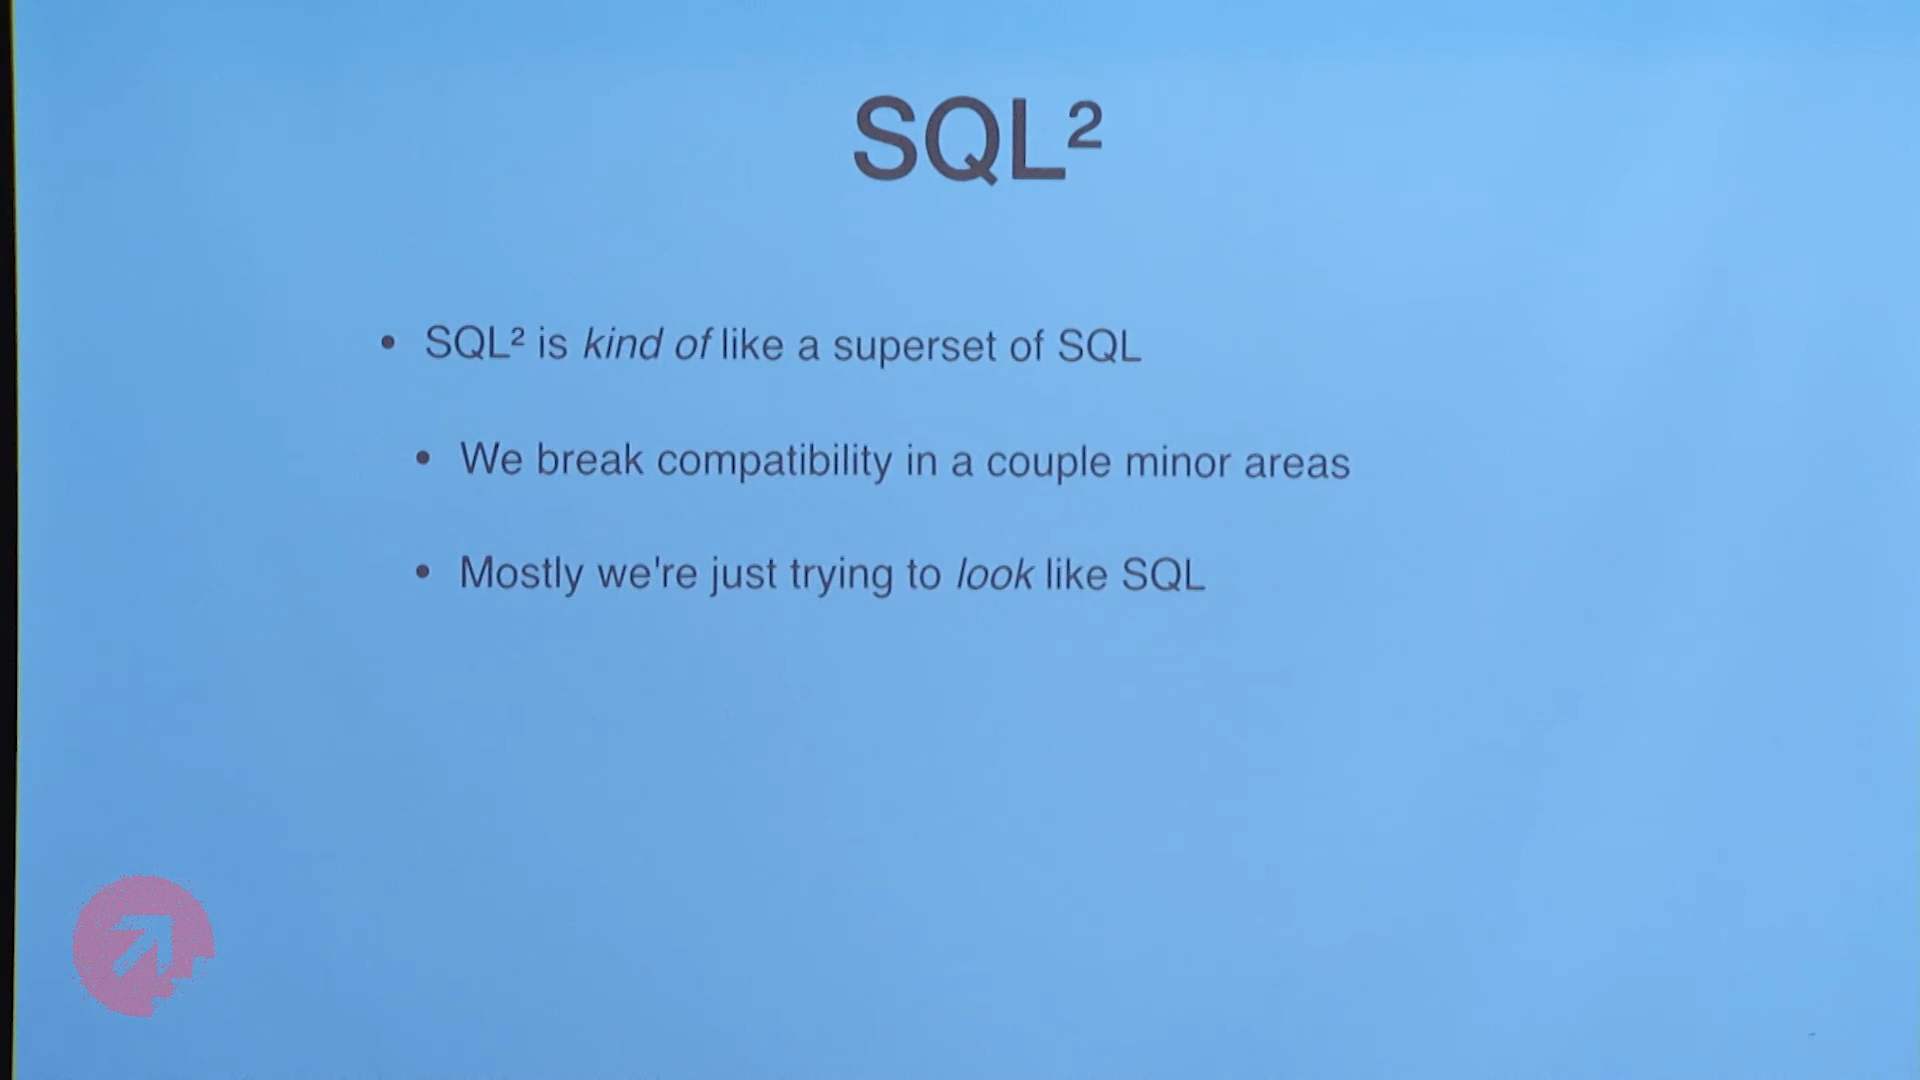 SQL²
• SQL² is kind of like a superset of SQL
• We break compatibility in a couple minor areas
• Mostly we're just trying to look like SQL